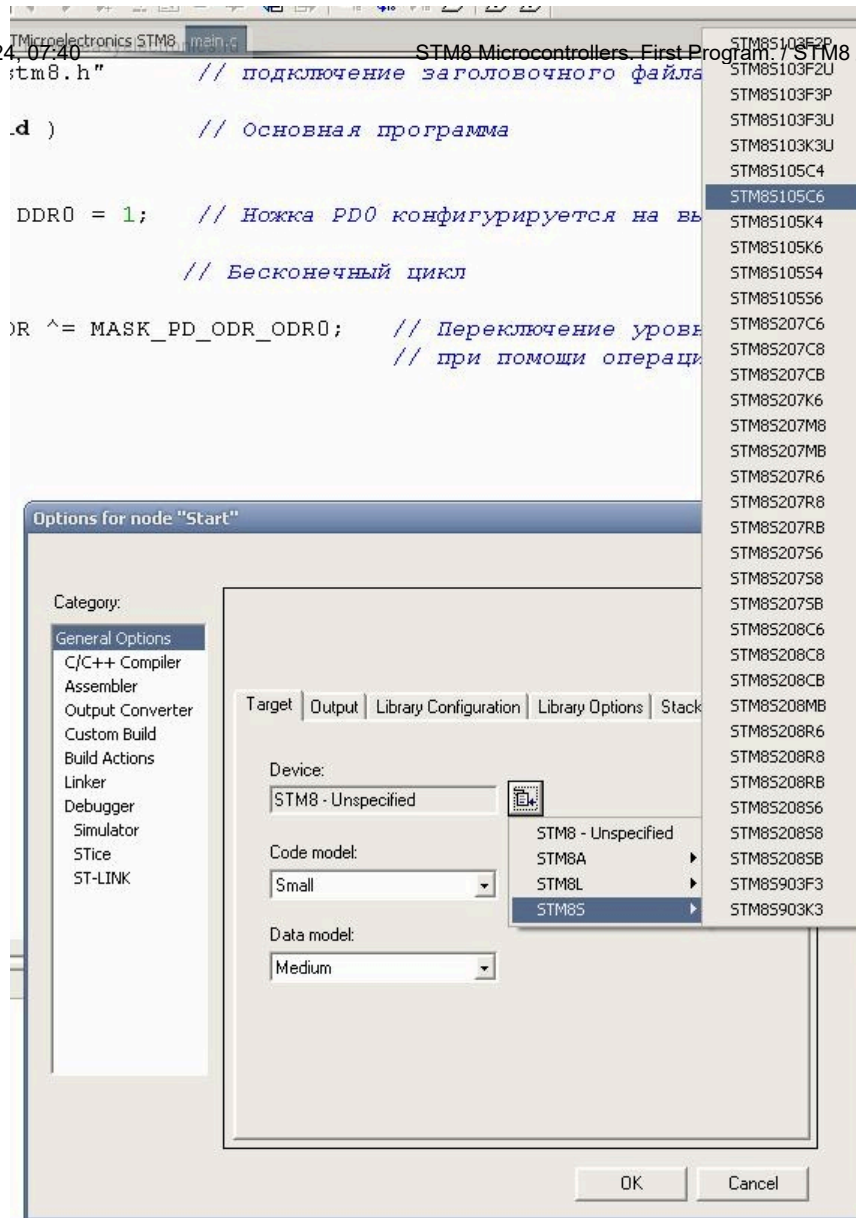 TMicroelectronics STM8 main.c
4, 07:40 STM8 Microcontrollers. First Program. / STM8
stm8.h" // подключение заголовочного файла
.d ) // Основная программа
DDR0 = 1; // Ножка PD0 конфигурируется на вы
// Бесконечный цикл
DR ^= MASK_PD_ODR_ODR0; // Переключение уровн
// при помощи операци
STM8S103F2P
STM8S103F2U
STM8S103F3P
STM8S103F3U
STM8S103K3U
STM8S105C4
STM8S105C6
STM8S105K4
STM8S105K6
STM8S105S4
STM8S105S6
STM8S207C6
STM8S207C8
STM8S207CB
STM8S207K6
STM8S207M8
STM8S207MB
STM8S207R6
STM8S207R8
STM8S207RB
STM8S207S6
STM8S207S8
STM8S207SB
STM8S208C6
STM8S208C8
STM8S208CB
STM8S208MB
STM8S208R6
STM8S208R8
STM8S208RB
STM8S208S6
STM8S208S8
STM8S208SB
STM8S903F3
STM8S903K3
Options for node "Start"
Category:
General Options
C/C++ Compiler
Assembler
Output Converter
Custom Build
Build Actions
Linker
Debugger
Simulator
STice
ST-LINK
Target Output Library Configuration Library Options Stack
Device:
STM8 - Unspecified
Code model:
Small
Data model:
Medium
STM8 - Unspecified
STM8A
STM8L
STM8S
OK Cancel